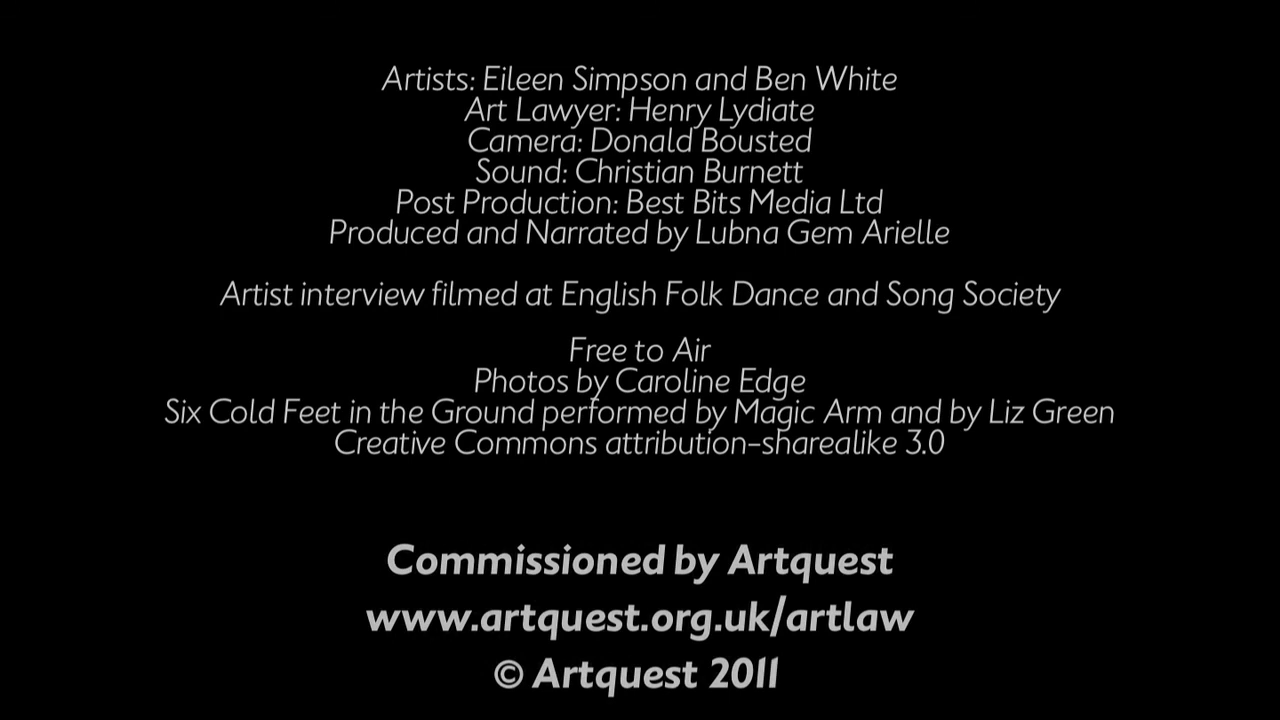 Artists: Eileen Simpson and Ben White
Art Lawyer: Henry Lydiate
Camera: Donald Bousted
Sound: Christian Burnett
Post Production: Best Bits Media Ltd
Produced and Narrated by Lubna Gem Arielle
Artist interview filmed at English Folk Dance and Song Society
Free to Air
Photos by Caroline Edge
Six Cold Feet in the Ground performed by Magic Arm and by Liz Green
Creative Commons attribution-sharealike 3.0
Commissioned by Artquest
www.artquest.org.uk/artlaw
© Artquest 2011